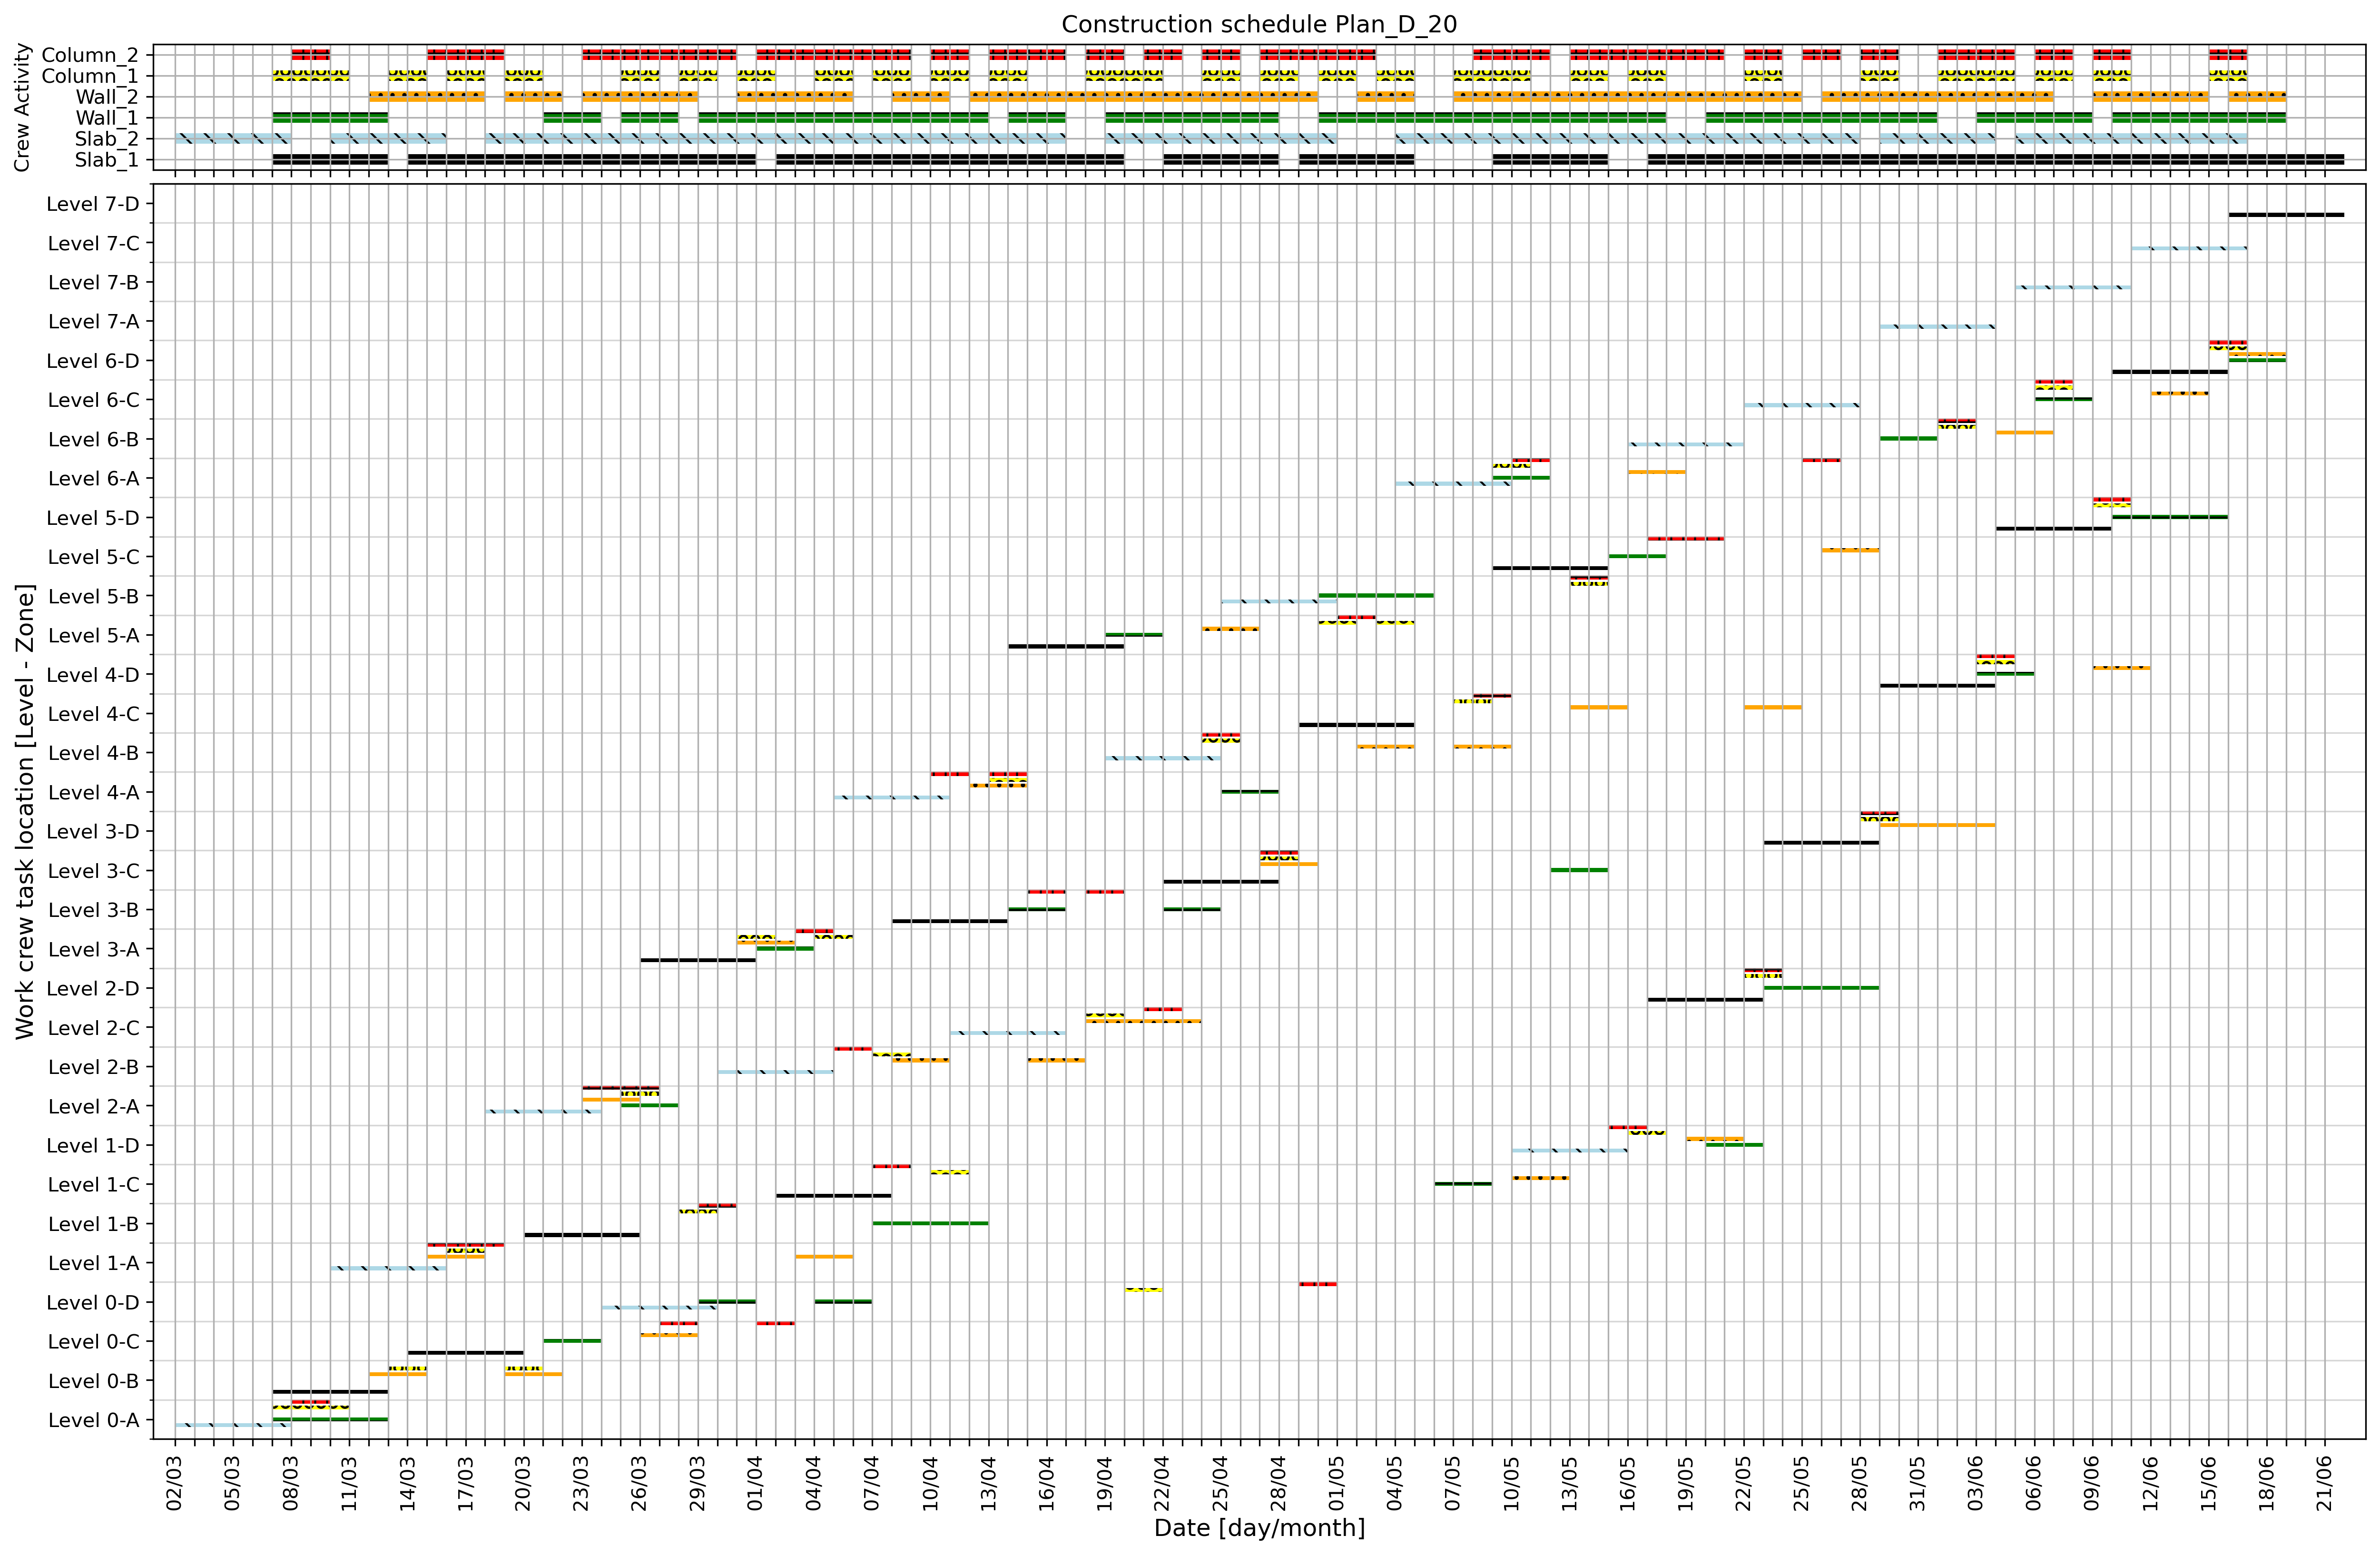 Construction schedule Plan_D_20
Crew Activity
Column_2
Column_1
Wall_2
Wall_1
Slab_2
Slab_1
Work crew task location [Level - Zone]
Level 7-D
Level 7-C
Level 7-B
Level 7-A
Level 6-D
Level 6-C
Level 6-B
Level 6-A
Level 5-D
Level 5-C
Level 5-B
Level 5-A
Level 4-D
Level 4-C
Level 4-B
Level 4-A
Level 3-D
Level 3-C
Level 3-B
Level 3-A
Level 2-D
Level 2-C
Level 2-B
Level 2-A
Level 1-D
Level 1-C
Level 1-B
Level 1-A
Level 0-D
Level 0-C
Level 0-B
Level 0-A
02/03 05/03 08/03 11/03 14/03 17/03 20/03 23/03 26/03 29/03 01/04 04/04 07/04 10/04 13/04 16/04 19/04 22/04 25/04 28/04 01/05 04/05 07/05 10/05 13/05 16/05 19/05 22/05 25/05 28/05 31/05 03/06 06/06 09/06 12/06 15/06 18/06 21/06
Date [day/month]